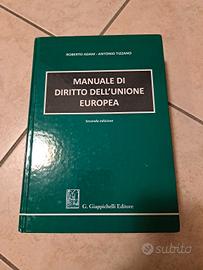 ROBERTO ADAM - ANTONIO TIZZANO
MANUALE DI
DIRITTO DELL'UNIONE
EUROPEA
Seconda edizione
G. Giappichelli Editore
subito